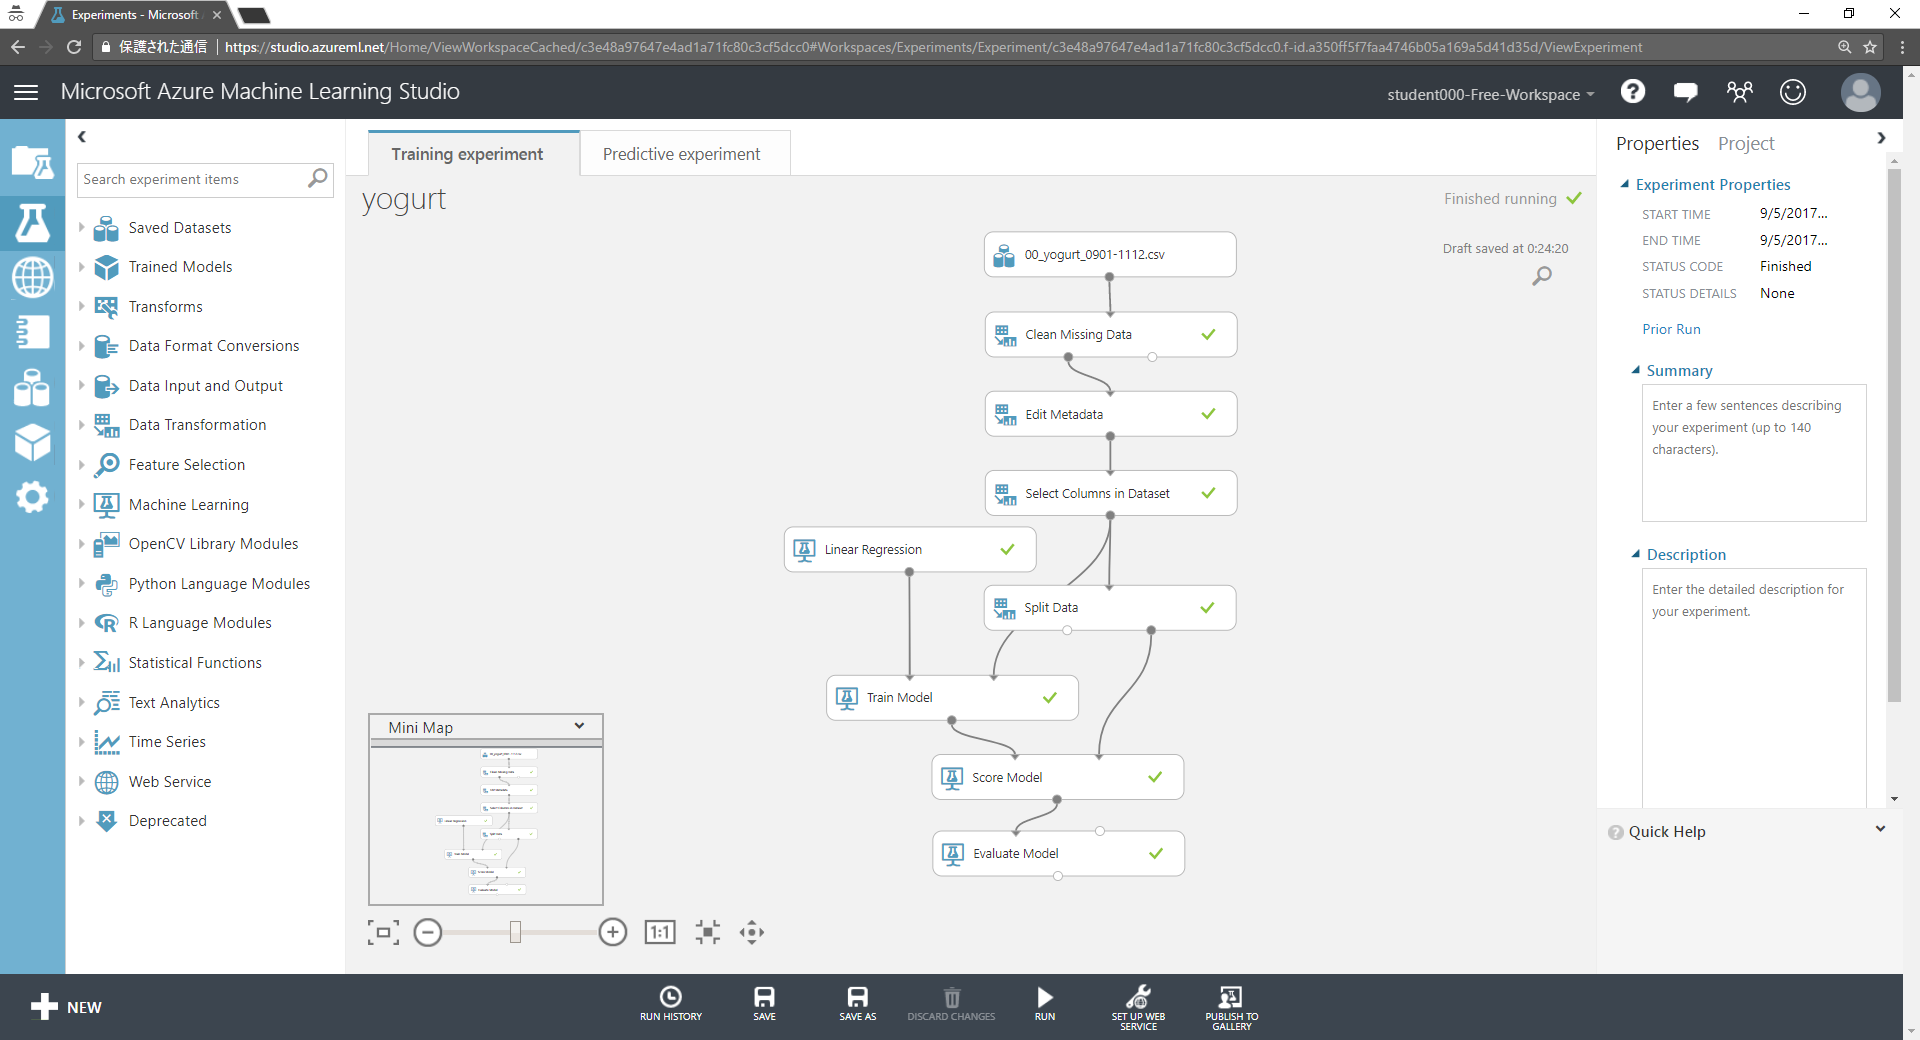 Experiments - Microsoft
保護された通信
https://studio.azureml.net/Home/ViewWorkspaceCached/c3e48a97647e4ad1a71fc80c3cf5dcc0#Workspaces/Experiments/Experiment/c3e48a97647e4ad1a71fc80c3cf5dcc0.f-id.a350ff5f7faa4746b05a169a5d41d35d/ViewExperiment
Microsoft Azure Machine Learning Studio
student000-Free-Workspace
Search experiment items
Saved Datasets
Trained Models
Transforms
Data Format Conversions
Data Input and Output
Data Transformation
Feature Selection
Machine Learning
OpenCV Library Modules
Python Language Modules
R Language Modules
Statistical Functions
Text Analytics
Time Series
Web Service
Deprecated
Training experiment
Predictive experiment
yogurt
Finished running
Draft saved at 0:24:20
00_yogurt_0901-1112.csv
Clean Missing Data
Edit Metadata
Select Columns in Dataset
Linear Regression
Split Data
Train Model
Score Model
Evaluate Model
Mini Map
1:1
Properties
Project
Experiment Properties
START TIME 9/5/2017...
END TIME 9/5/2017...
STATUS CODE Finished
STATUS DETAILS None
Prior Run
Summary
Enter a few sentences describing
your experiment (up to 140
characters).
Description
Enter the detailed description for
your experiment.
Quick Help
NEW
RUN HISTORY
SAVE
SAVE AS
DISCARD CHANGES
RUN
SET UP WEB
SERVICE
PUBLISH TO
GALLERY